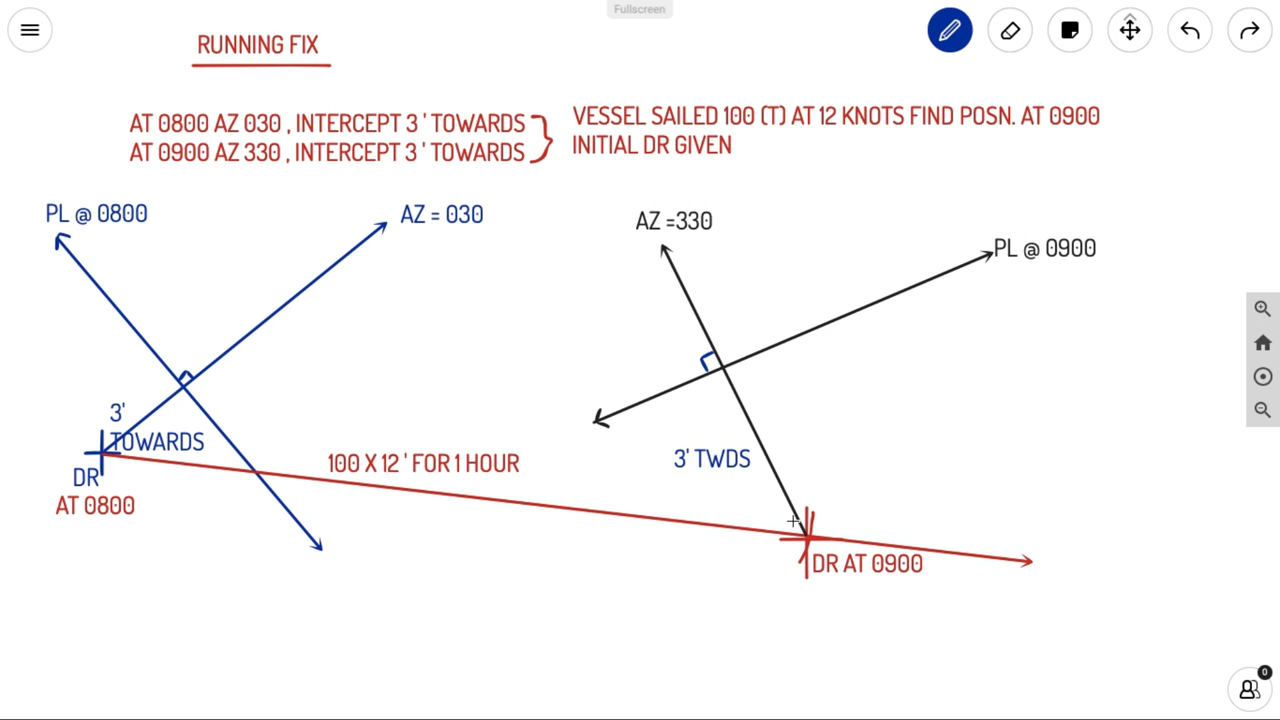 Fullscreen
RUNNING FIX
AT 0800 AZ 030 , INTERCEPT 3 ' TOWARDS
AT 0900 AZ 330 , INTERCEPT 3 ' TOWARDS
VESSEL SAILED 100 (T) AT 12 KNOTS FIND POSN. AT 0900
INITIAL DR GIVEN
PL @ 0800
AZ = 030
AZ =330
PL @ 0900
3'
TOWARDS
DR
AT 0800
100 X 12 ' FOR 1 HOUR
3' TWDS
DR AT 0900
0